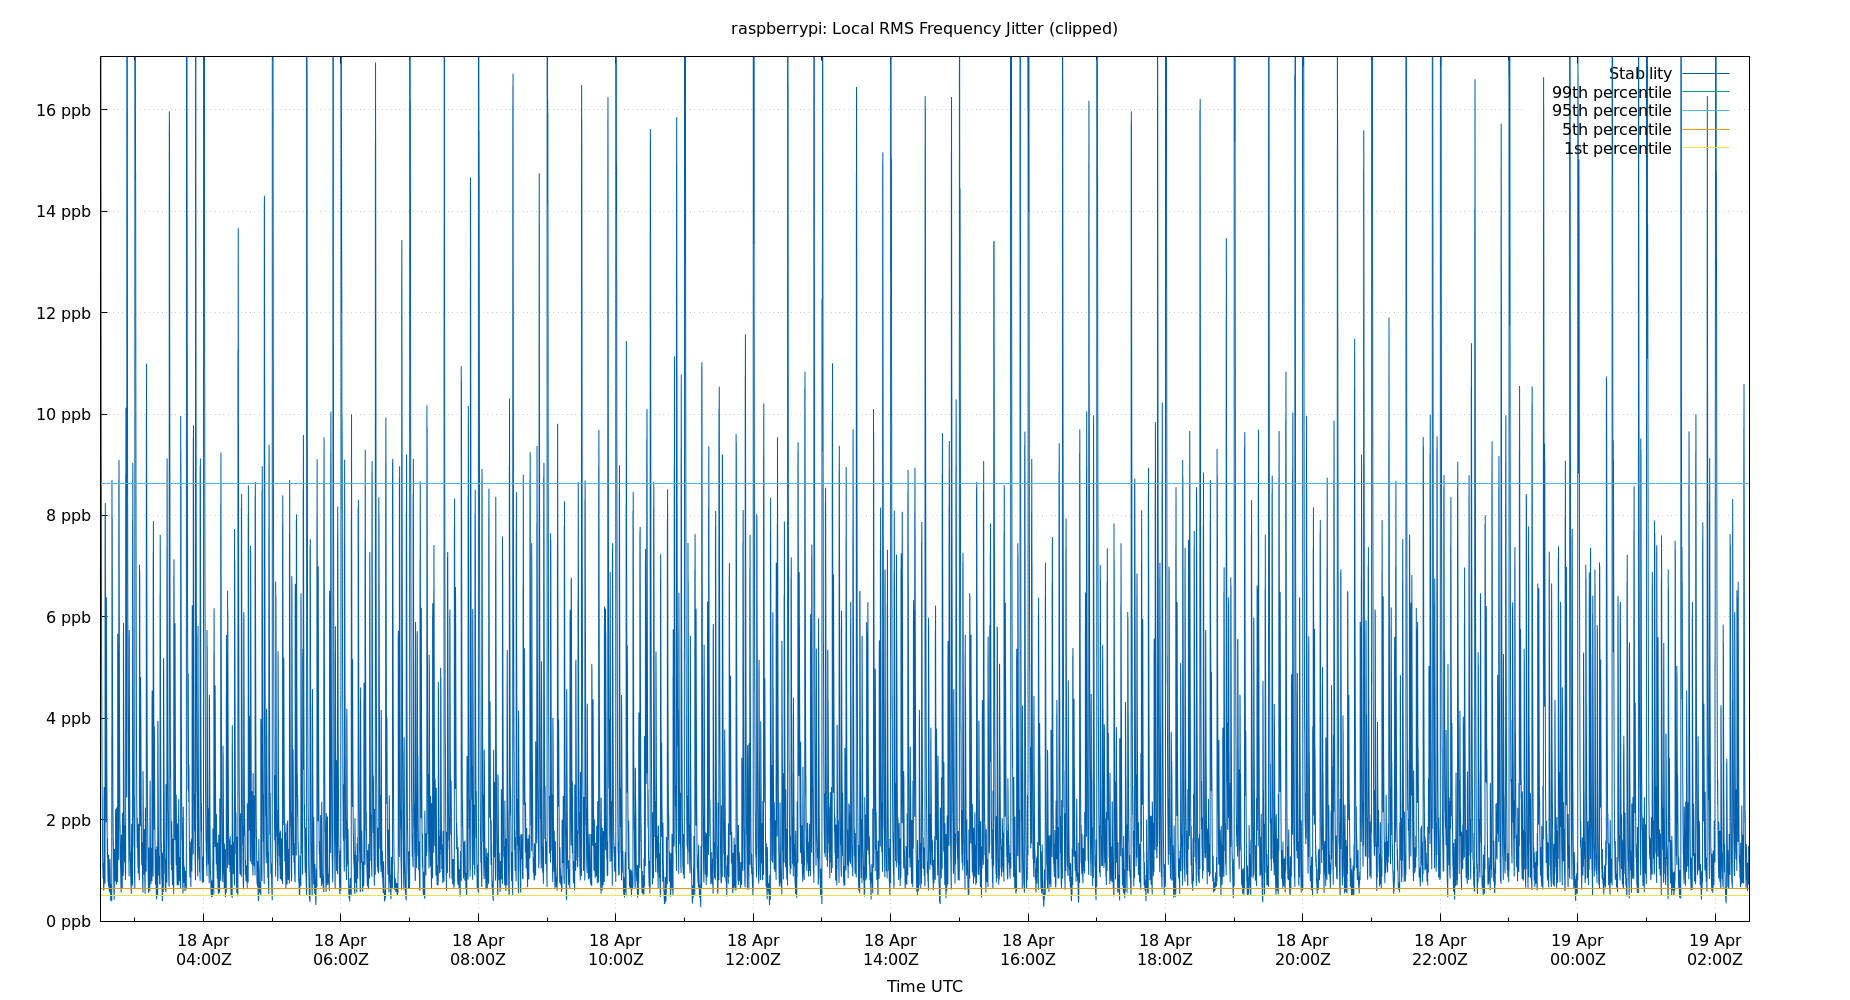 raspberrypi: Local RMS Frequency Jitter (clipped)
Stability
99th percentile
95th percentile
5th percentile
1st percentile
16 ppb
14 ppb
12 ppb
10 ppb
8 ppb
6 ppb
4 ppb
2 ppb
0 ppb
18 Apr 18 Apr 18 Apr 18 Apr 18 Apr 18 Apr 18 Apr 18 Apr 18 Apr 18 Apr 19 Apr 19 Apr
04:00Z 06:00Z 08:00Z 10:00Z 12:00Z 14:00Z 16:00Z 18:00Z 20:00Z 22:00Z 00:00Z 02:00Z
Time UTC